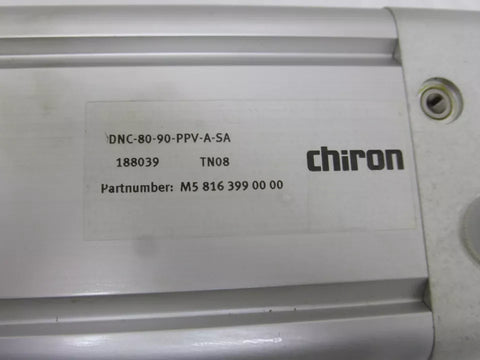 DNC-80-90-PPV-A-SA
188039 TN08
chiron
Partnumber: M5 816 399 00 00